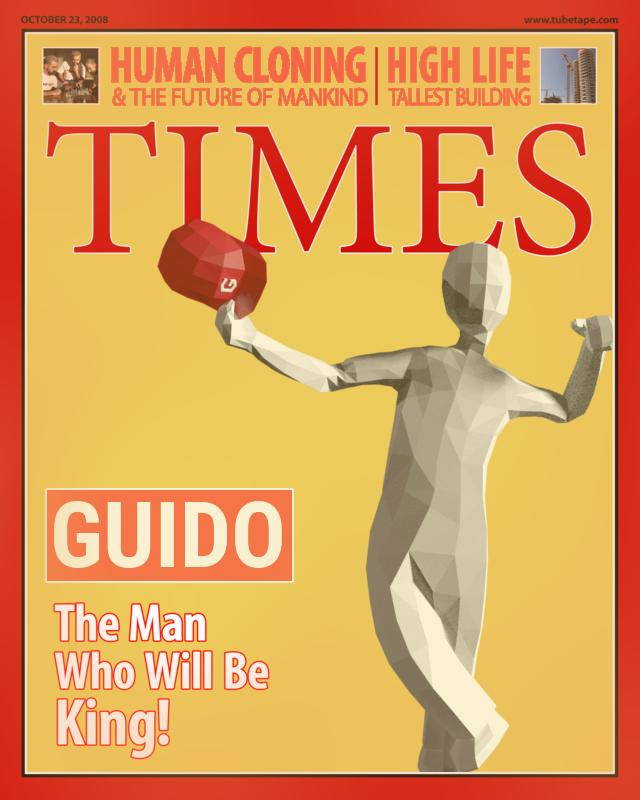 OCTOBER 23, 2008
www.tubetape.com
HUMAN CLONING
& THE FUTURE OF MANKIND
HIGH LIFE
TALLEST BUILDING
TIMES
G
GUIDO
The Man
Who Will Be
King!